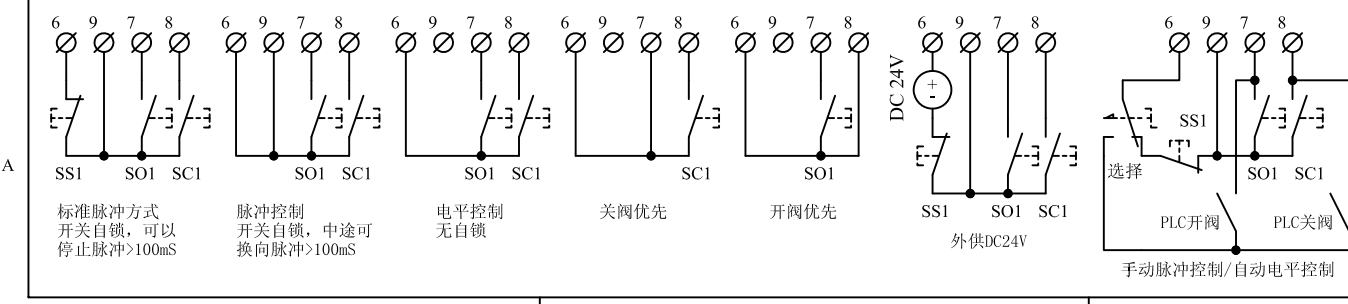 6 9 7 8
6 9 7 8
6 9 7 8
6 9 7 8
6 9 7 8
6 9 7 8
6 9 7 8
DC 24V
+
-
A
SS1 SO1 SC1
SO1 SC1
SO1 SC1
SC1
SO1
SS1 SO1 SC1
SS1
选择 SO1 SC1
标准脉冲方式
开关自锁，可以
停止脉冲>100mS
脉冲控制
开关自锁，中途可
换向脉冲>100mS
电平控制
无自锁
关阀优先
开阀优先
外供DC24V
PLC开阀
PLC关阀
手动脉冲控制/自动电平控制